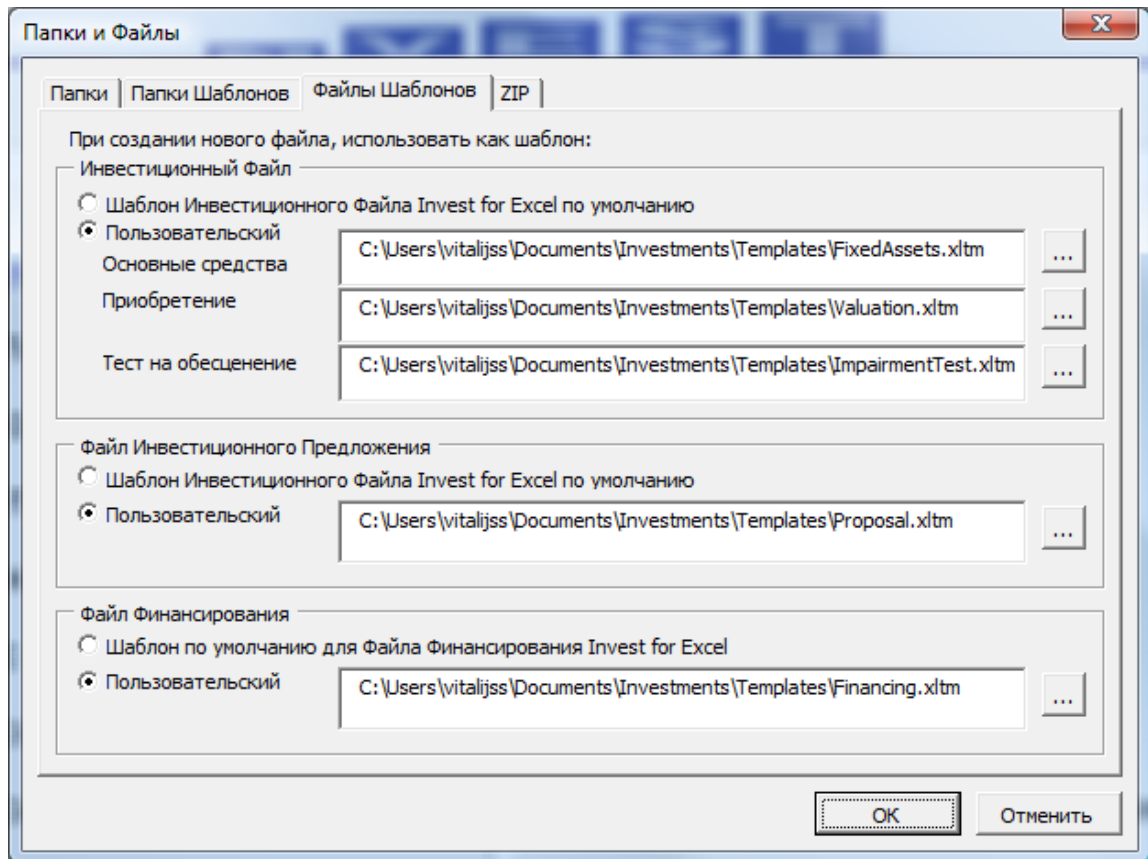 Папки и Файлы
Папки
Папки Шаблонов
Файлы Шаблонов
ZIP
При создании нового файла, использовать как шаблон:
Инвестиционный Файл
Шаблон Инвестиционного Файла Invest for Excel по умолчанию
Пользовательский
Основные средства
C:\Users\vitalijss\Documents\Investments\Templates\FixedAssets.xltm
...
Приобретение
C:\Users\vitalijss\Documents\Investments\Templates\Valuation.xltm
...
Тест на обесценение
C:\Users\vitalijss\Documents\Investments\Templates\ImpairmentTest.xltm
...
Файл Инвестиционного Предложения
Шаблон Инвестиционного Файла Invest for Excel по умолчанию
Пользовательский
C:\Users\vitalijss\Documents\Investments\Templates\Proposal.xltm
...
Файл Финансирования
Шаблон по умолчанию для Файла Финансирования Invest for Excel
Пользовательский
C:\Users\vitalijss\Documents\Investments\Templates\Financing.xltm
...
OK
Отменить